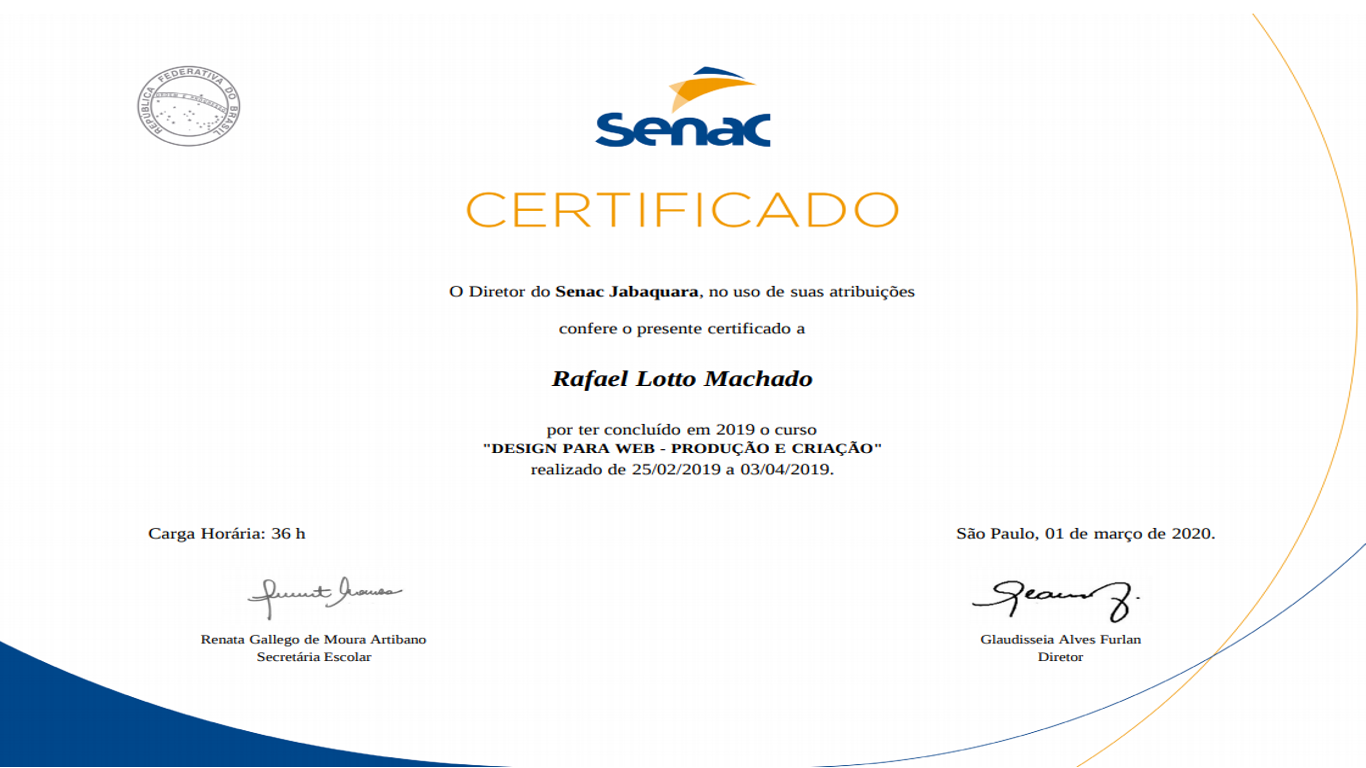 REPÚBLICA FEDERATIVA DO BRASIL
Senac
CERTIFICADO
O Diretor do Senac Jabaquara, no uso de suas atribuições
confere o presente certificado a
Rafael Lotto Machado
por ter concluído em 2019 o curso
"DESIGN PARA WEB - PRODUÇÃO E CRIAÇÃO"
realizado de 25/02/2019 a 03/04/2019.
Carga Horária: 36 h
São Paulo, 01 de março de 2020.
Renata Gallego de Moura Artibano
Secretária Escolar
Glaudisseia Alves Furlan
Diretor